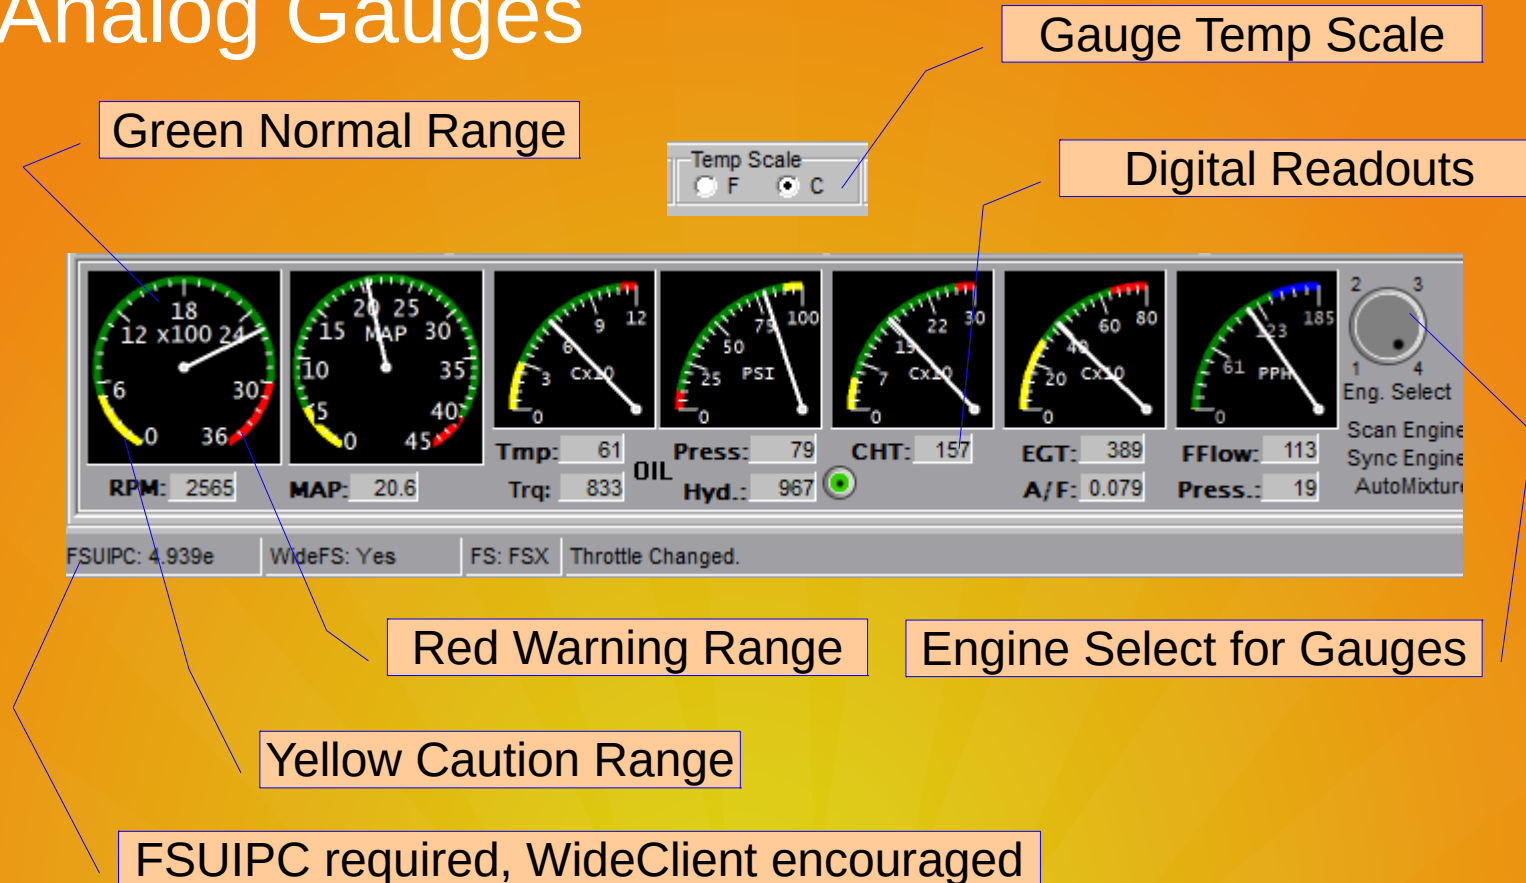 Analog Gauges
Gauge Temp Scale
Green Normal Range
Temp Scale
F C
Digital Readouts
18
12 x100 24
6 30
0 36
20 25
15 MAP 30
10 35
5 40
0 45
12
9
6
3 Cx10
0
100
75
50
25 PSI
0
30
22
15
7 Cx10
0
80
60
40
20 Cx10
0
185
123
61 PPH
0
2 3
1 4
Eng. Select
Scan Engine
Sync Engine
AutoMixture
RPM: 2565
MAP: 20.6
Tmp: 61
OIL
Press: 79
CHT: 157
EGT: 389
FFlow: 113
Trq: 833
Hyd.: 967
A/F: 0.079
Press.: 19
FSUIPC: 4.939e WideFS: Yes FS: FSX Throttle Changed.
Red Warning Range
Engine Select for Gauges
Yellow Caution Range
FSUIPC required, WideClient encouraged